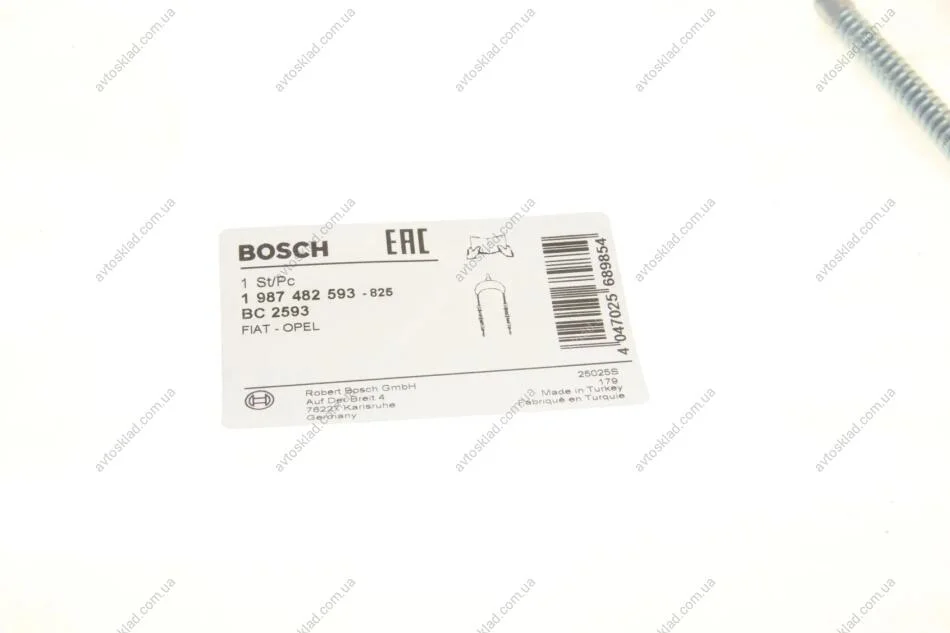 BOSCH EAC
1 St/Pc
1 987 482 593 - 825
BC 2593
FIAT - OPEL
4 047025 689854
25025S
179
Robert Bosch GmbH
Auf Der Breit 4
76227 Karlsruhe
Germany
Made in Turkey
Fabriqué en Turquie
avtosklad.com.ua